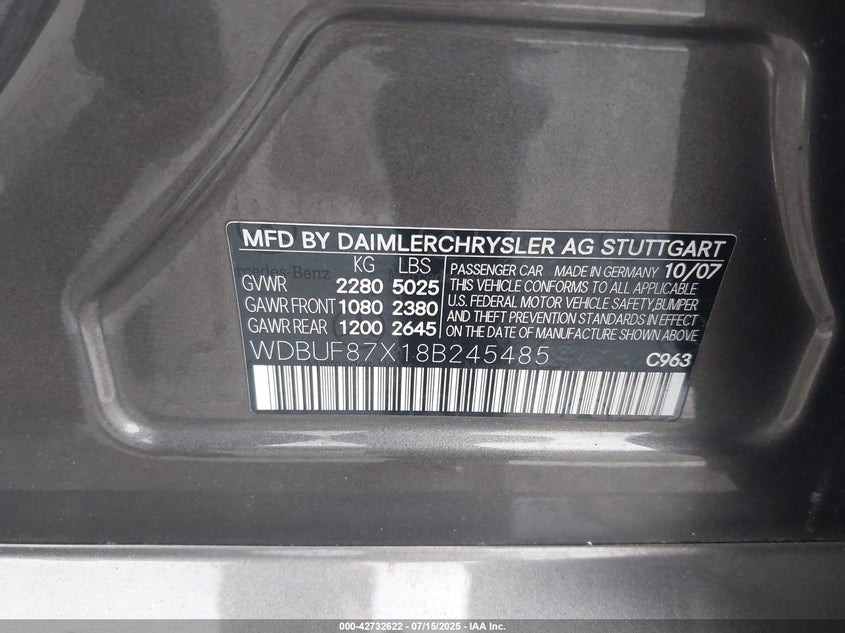 MFD BY DAIMLERCHRYSLER AG STUTTGART
KG LBS
GVWR 2280 5025
GAWR FRONT 1080 2380
GAWR REAR 1200 2645
PASSENGER CAR MADE IN GERMANY 10/07
THIS VEHICLE CONFORMS TO ALL APPLICABLE
U.S. FEDERAL MOTOR VEHICLE SAFETY,BUMPER
AND THEFT PREVENTION STANDARDS IN EFFECT
ON THE DATE OF MANUFACTURE SHOWN ABOVE
WDBUF87X18B245485
C963
Mercedes-Benz
000-42732622 - 07/15/2025 - IAA Inc.